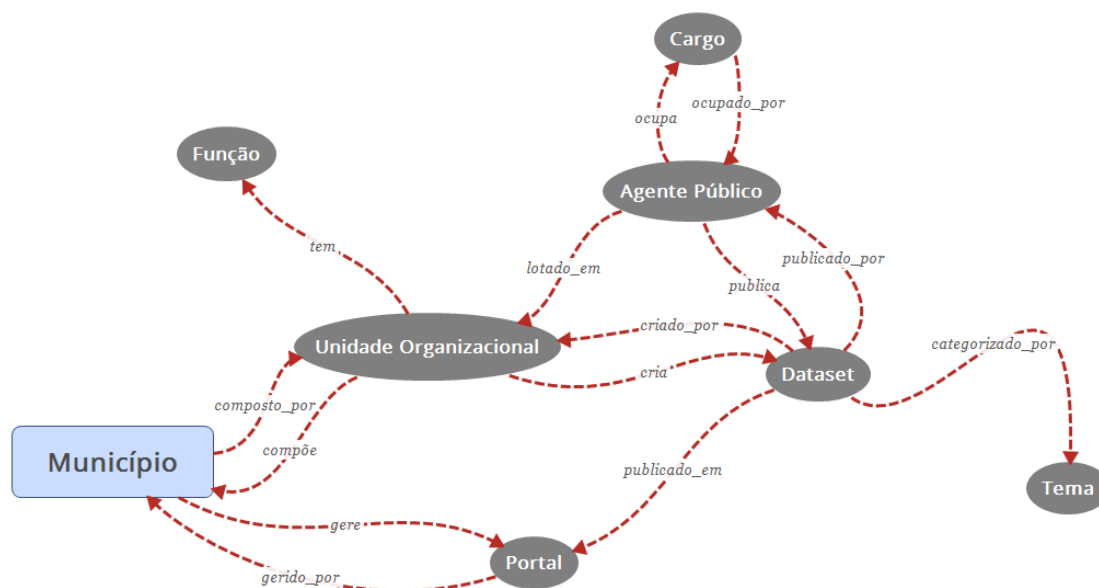 Cargo
ocupa
ocupado_por
Função
Agente Público
tem
lotado_em
publica
publicado_por
Unidade Organizacional
criado_por
cria
Dataset
categorizado_por
composto_por
compõe
Município
publicado_em
Tema
gere
Portal
gerido_por